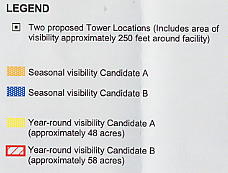 LEGEND
Two proposed Tower Locations (Includes area of
visibility approximately 250 feet around facility)
Seasonal visibility Candidate A
Seasonal visibility Candidate B
Year-round visibility Candidate A
(approximately 48 acres)
Year-round visibility Candidate B
(approximately 58 acres)